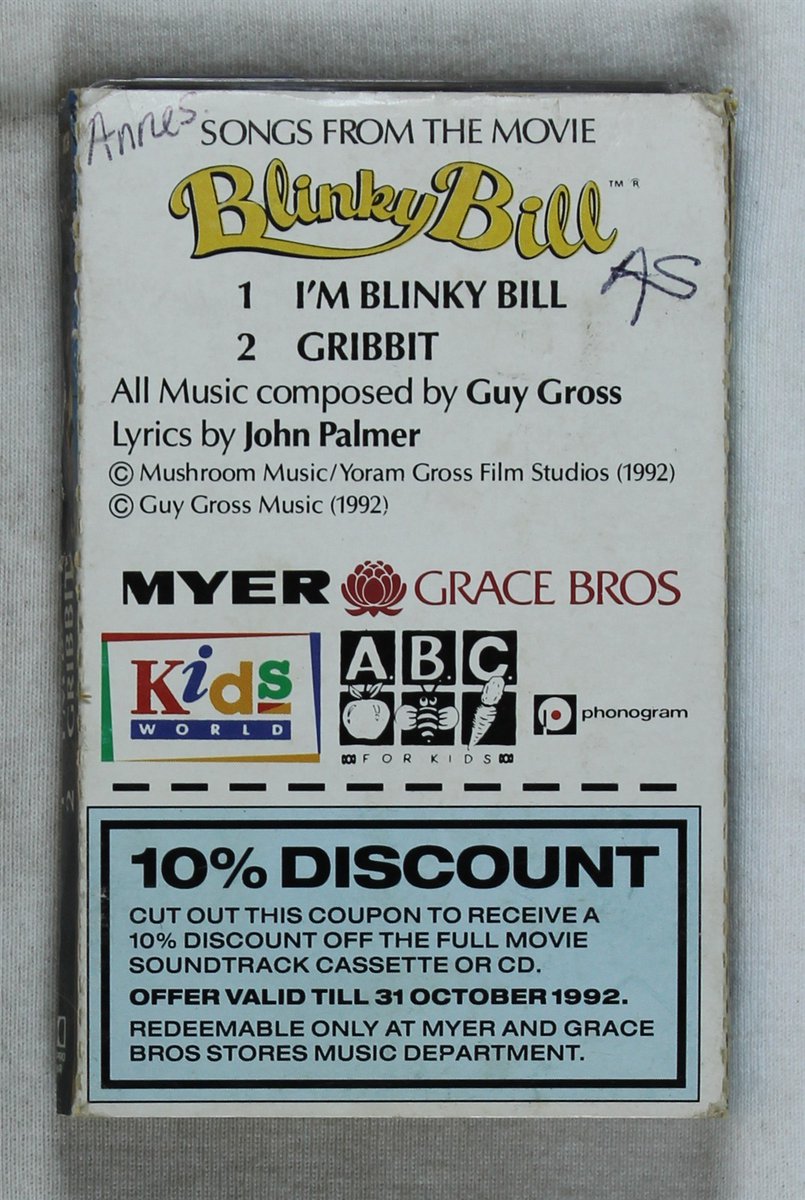 Annes
SONGS FROM THE MOVIE
Blinky Bill ™ ®
AS
1 I'M BLINKY BILL
2 GRIBBIT
All Music composed by Guy Gross
Lyrics by John Palmer
© Mushroom Music/Yoram Gross Film Studios (1992)
© Guy Gross Music (1992)
MYER GRACE BROS
Kids
WORLD
A.B.C.
FOR KIDS
p phonogram
10% DISCOUNT
CUT OUT THIS COUPON TO RECEIVE A
10% DISCOUNT OFF THE FULL MOVIE
SOUNDTRACK CASSETTE OR CD.
OFFER VALID TILL 31 OCTOBER 1992.
REDEEMABLE ONLY AT MYER AND GRACE
BROS STORES MUSIC DEPARTMENT.
2 GRIBBIT